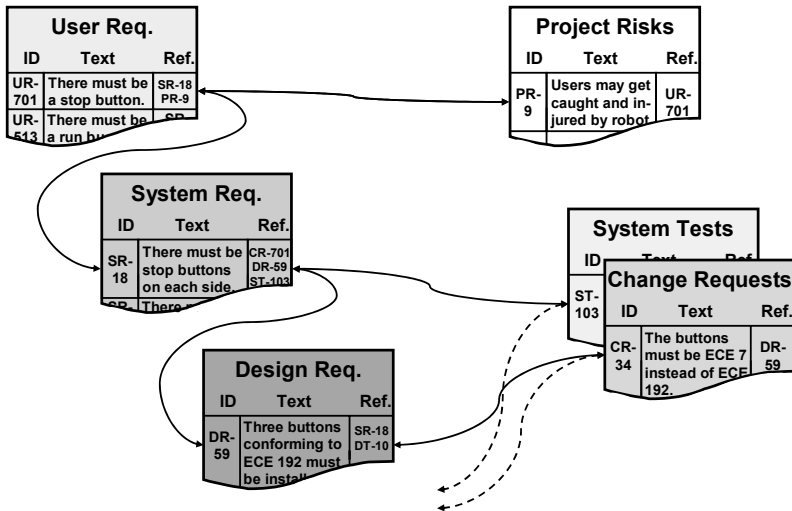 User Req.
ID Text Ref.
UR-701 There must be a stop button. SR-18 PR-9
UR-513 There must be a run
Project Risks
ID Text Ref.
PR-9 Users may get caught and in-jured by robot UR-701
System Req.
ID Text Ref.
SR-18 There must be stop buttons on each side. CR-701 DR-59 ST-103
There
System Tests
ID Text Ref
ST-103
Change Requests
ID Text Ref.
CR-34 The buttons must be ECE 7 instead of ECE 192. DR-59
Design Req.
ID Text Ref.
DR-59 Three buttons conforming to ECE 192 must be SR-18 DT-10